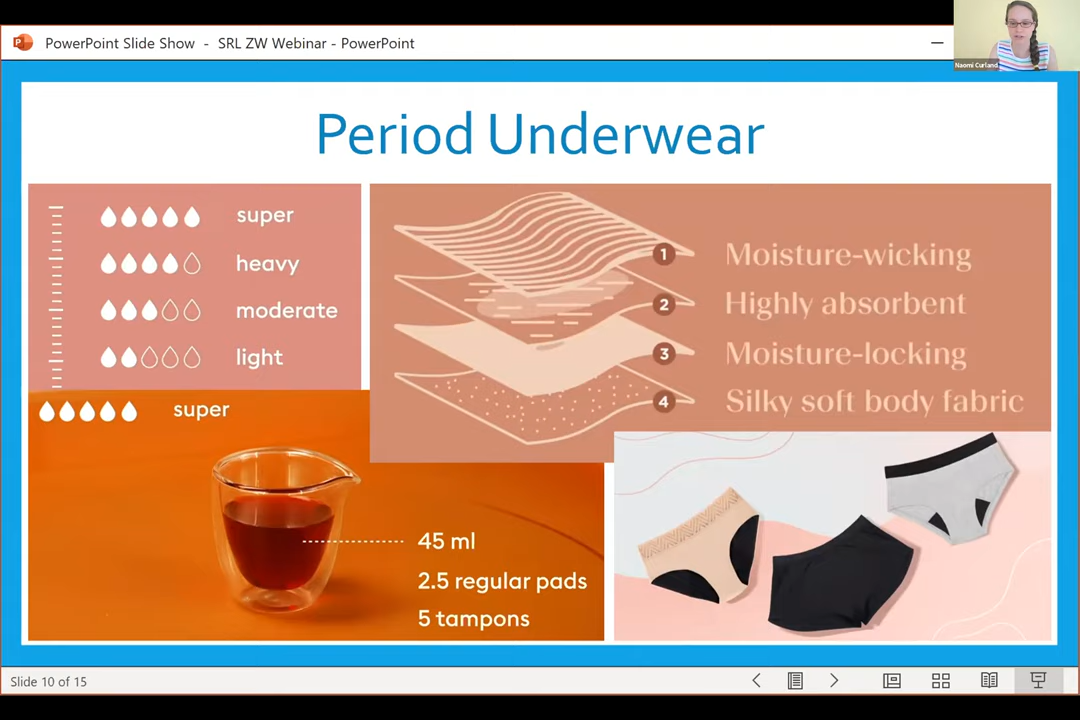 PowerPoint Slide Show - SRL ZW Webinar - PowerPoint
Naomi Curland
Period Underwear
super
heavy
moderate
light
1 Moisture-wicking
2 Highly absorbent
3 Moisture-locking
4 Silky soft body fabric
super
45 ml
2.5 regular pads
5 tampons
Slide 10 of 15